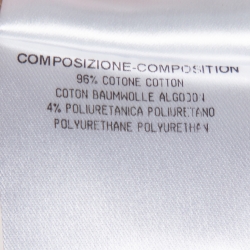 COMPOSIZIONE-COMPOSITION
96% COTONE COTTON
COTON BAUMWOLLE ALGODON
4% POLIURETANICA POLIURETANO
POLYURETHANE POLYURETHAN